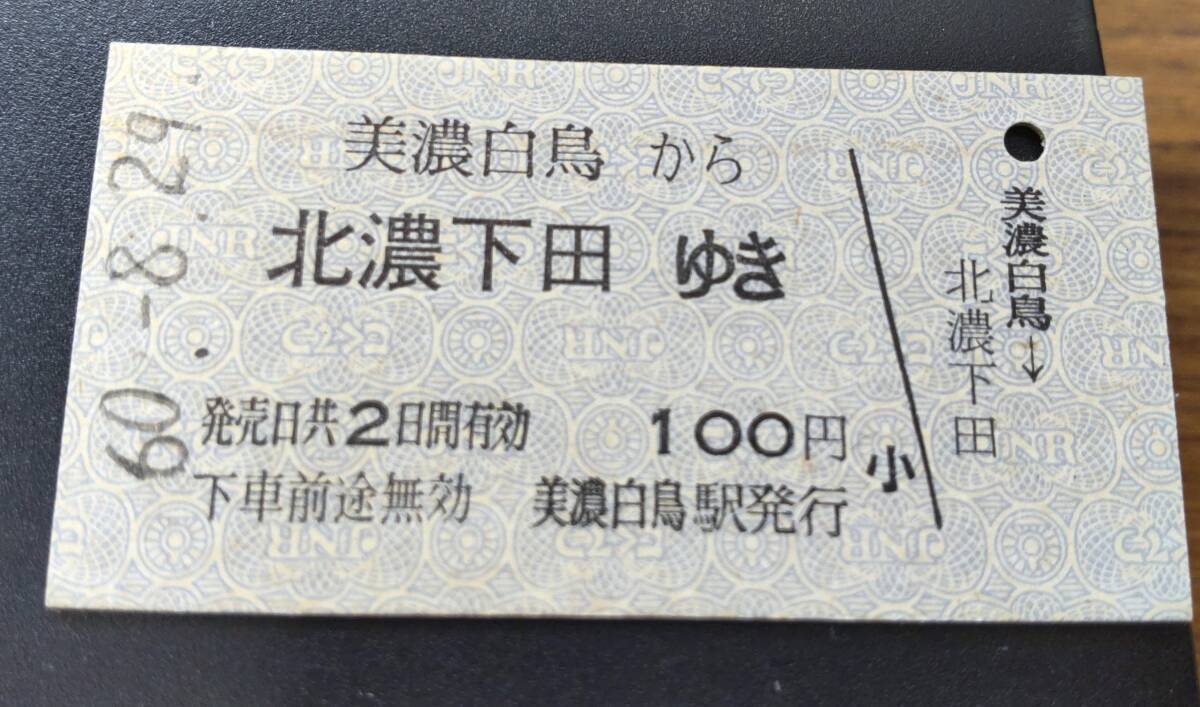 60.-8.29.
美濃白鳥 から
北濃下田 ゆき
発売日共2日間有効 100円
下車前途無効 美濃白鳥駅発行
小
美濃白鳥→
北濃下田